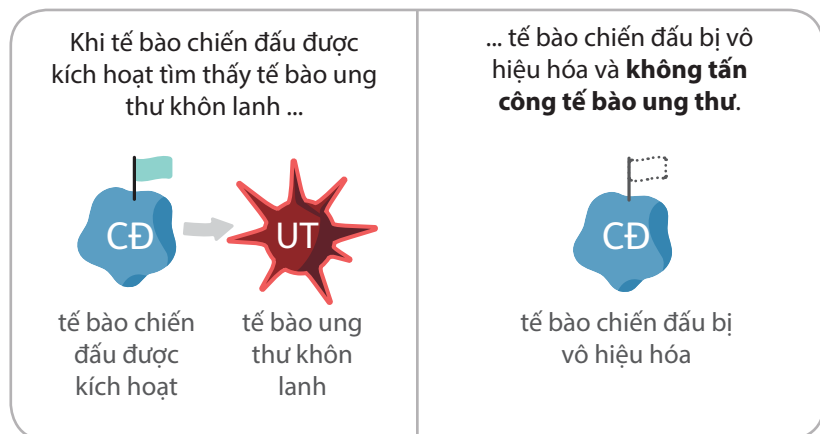 Khi tế bào chiến đấu được
kích hoạt tìm thấy tế bào ung
thư khôn lanh ...
CĐ
UT
tế bào chiến
đấu được
kích hoạt
tế bào ung
thư khôn
lanh
... tế bào chiến đấu bị vô
hiệu hóa và không tấn
công tế bào ung thư.
CĐ
tế bào chiến đấu bị
vô hiệu hóa